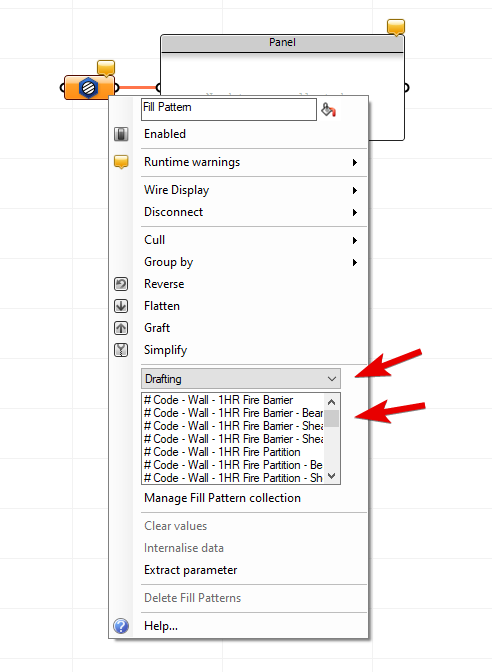 Panel
Fill Pattern
Enabled
Runtime warnings
Wire Display
Disconnect
Cull
Group by
Reverse
Flatten
Graft
Simplify
Drafting
# Code - Wall - 1HR Fire Barrier
# Code - Wall - 1HR Fire Barrier - Bear
# Code - Wall - 1HR Fire Barrier - Shea
# Code - Wall - 1HR Fire Barrier - Shea
# Code - Wall - 1HR Fire Partition
# Code - Wall - 1HR Fire Partition - Be
# Code - Wall - 1HR Fire Partition - Sh
Manage Fill Pattern collection
Clear values
Internalise data
Extract parameter
Delete Fill Patterns
Help...